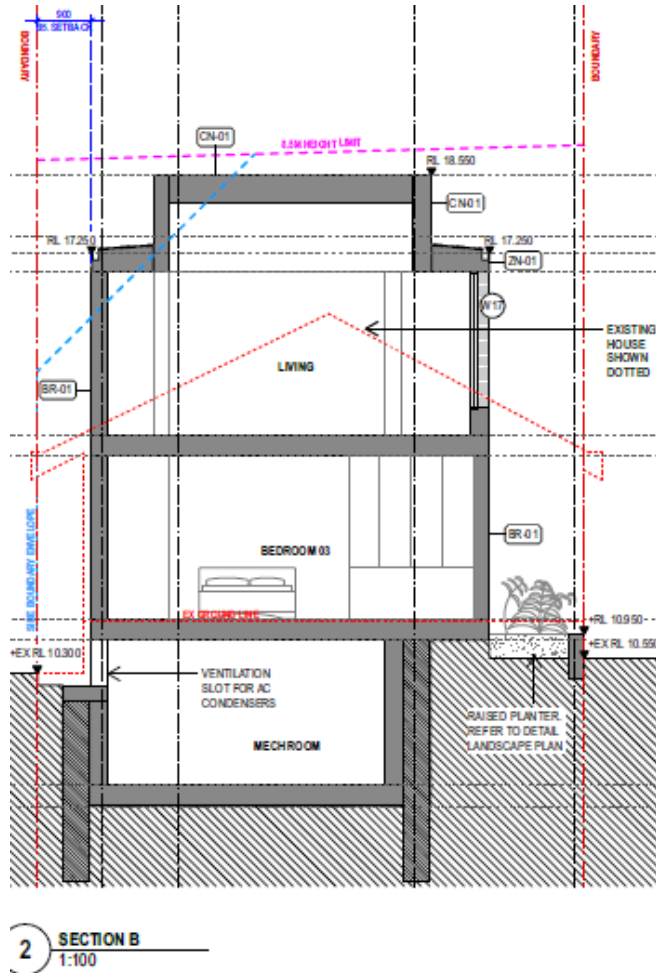 900
BS. SETBACK
BOUNDARY
BOUNDARY
CN-01
8.5M HEIGHT LIMIT
RL 18.550
CN-01
RL 17.250
RL 17.250
ZN-01
W17
EXISTING
HOUSE
SHOWN
DOTTED
LIVING
BR-01
SIDE BOUNDARY ENVELOPE
BEDROOM 03
BR-01
EX GROUND LINE
+RL 10.950
+EX RL 10.300
+EX RL 10.550
VENTILATION
SLOT FOR AC
CONDENSERS
RAISED PLANTER.
REFER TO DETAIL
LANDSCAPE PLAN
MECHROOM
2
SECTION B
1:100